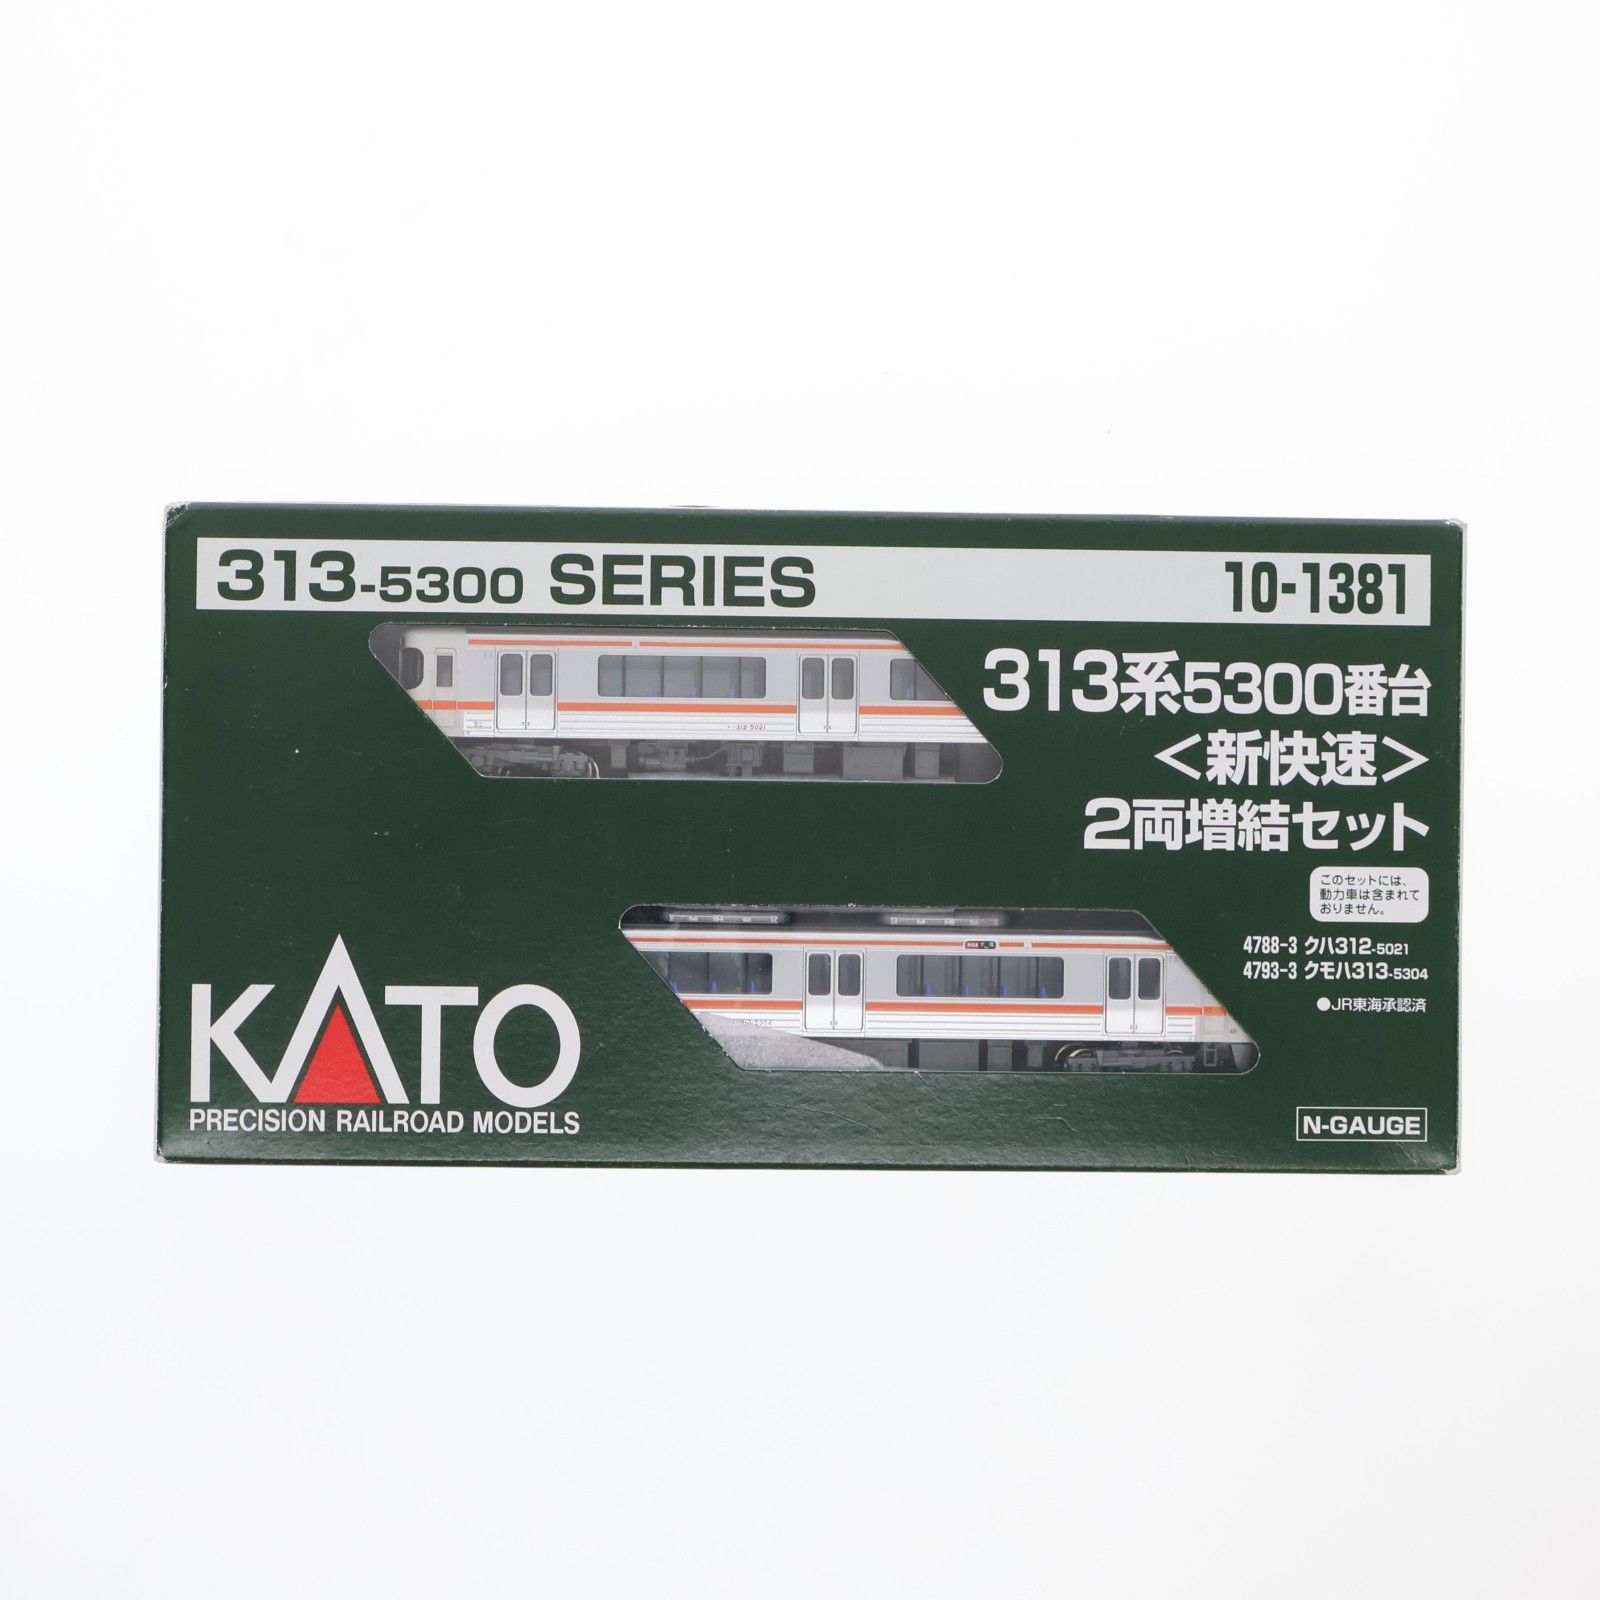 313-5300 SERIES
10-1381
313系5300番台
<新快速>
2両増結セット
このセットには、
動力車は含まれて
おりません。
4788-3 クハ312-5021
4793-3 クモハ313-5304
●JR東海承認済
312-5021
KATO
PRECISION RAILROAD MODELS
N-GAUGE